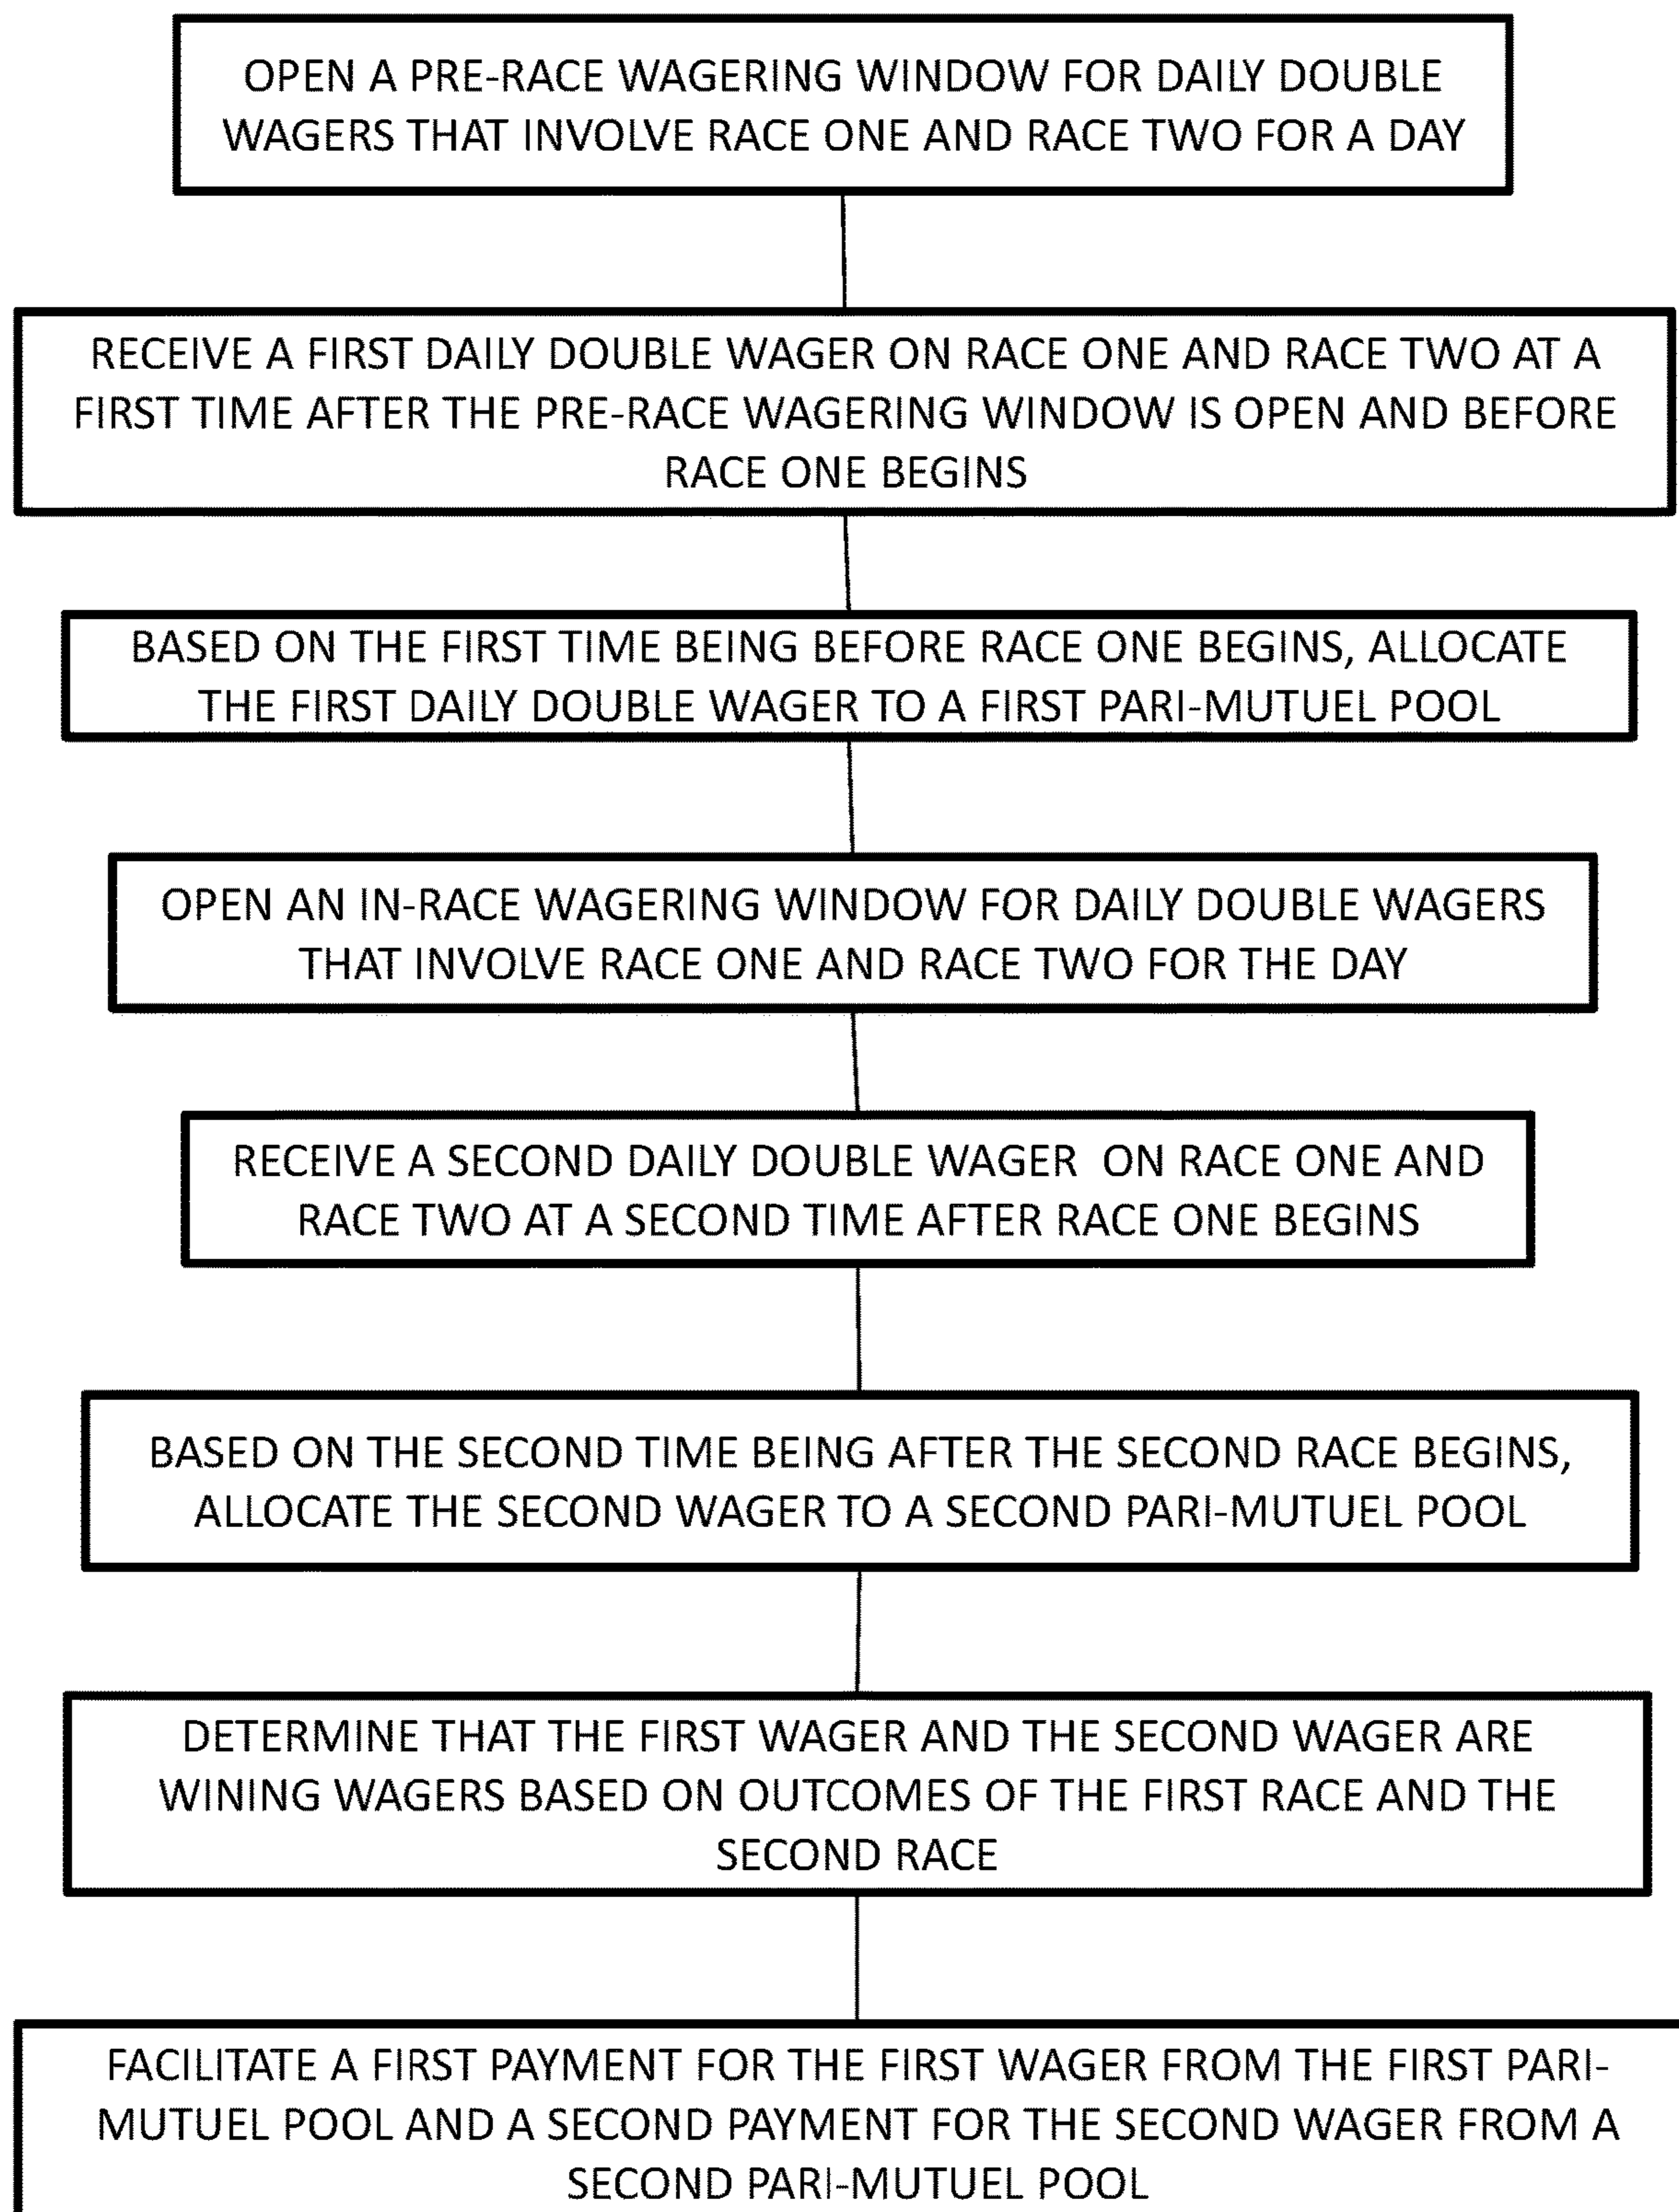 OPEN A PRE-RACE WAGERING WINDOW FOR DAILY DOUBLE
WAGERS THAT INVOLVE RACE ONE AND RACE TWO FOR A DAY
RECEIVE A FIRST DAILY DOUBLE WAGER ON RACE ONE AND RACE TWO AT A
FIRST TIME AFTER THE PRE-RACE WAGERING WINDOW IS OPEN AND BEFORE
RACE ONE BEGINS
BASED ON THE FIRST TIME BEING BEFORE RACE ONE BEGINS, ALLOCATE
THE FIRST DAILY DOUBLE WAGER TO A FIRST PARI-MUTUEL POOL
OPEN AN IN-RACE WAGERING WINDOW FOR DAILY DOUBLE WAGERS
THAT INVOLVE RACE ONE AND RACE TWO FOR THE DAY
RECEIVE A SECOND DAILY DOUBLE WAGER  ON RACE ONE AND
RACE TWO AT A SECOND TIME AFTER RACE ONE BEGINS
BASED ON THE SECOND TIME BEING AFTER THE SECOND RACE BEGINS,
ALLOCATE THE SECOND WAGER TO A SECOND PARI-MUTUEL POOL
DETERMINE THAT THE FIRST WAGER AND THE SECOND WAGER ARE
WINING WAGERS BASED ON OUTCOMES OF THE FIRST RACE AND THE
SECOND RACE
FACILITATE A FIRST PAYMENT FOR THE FIRST WAGER FROM THE FIRST PARI-
MUTUEL POOL AND A SECOND PAYMENT FOR THE SECOND WAGER FROM A
SECOND PARI-MUTUEL POOL